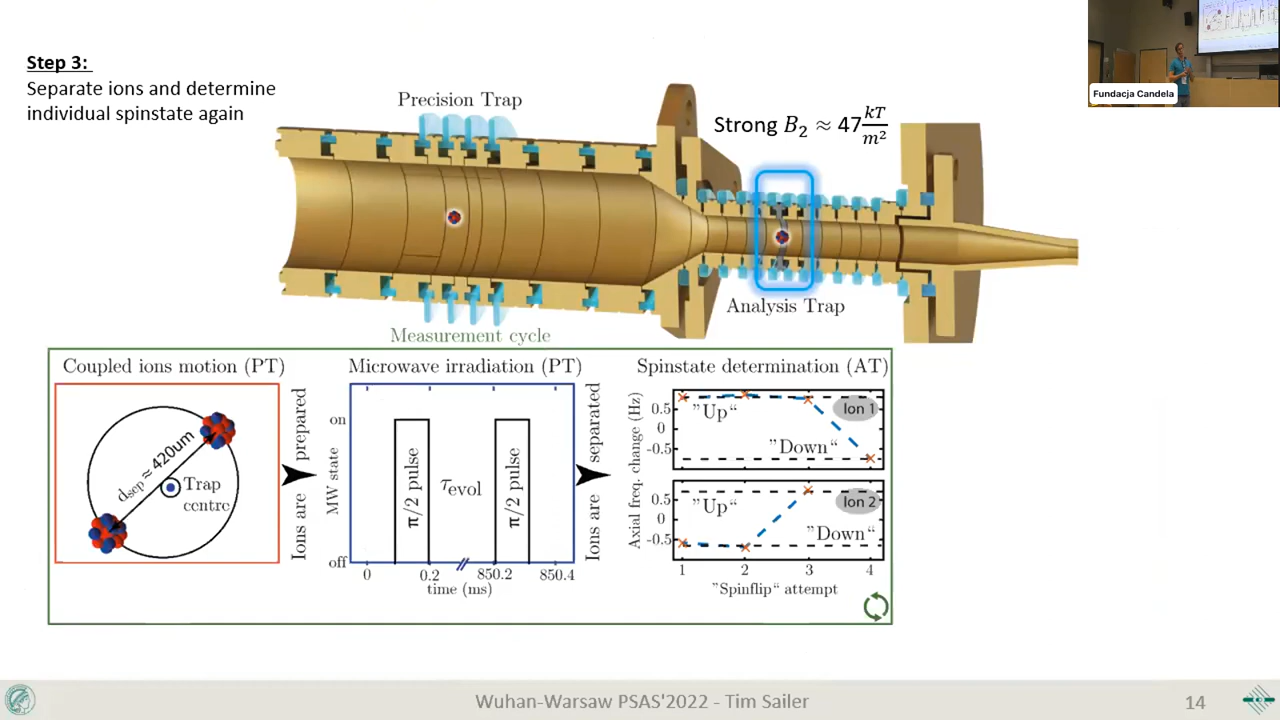 Step 3:
Separate ions and determine
individual spinstate again
Fundacja Candela
Precision Trap
Strong B₂ ≈ 47 kT/m²
Analysis Trap
Measurement cycle
Coupled ions motion (PT)
dsep ≈ 420um
Trap
centre
Ions are prepared
Microwave irradiation (PT)
MW state
on
off
π/2 pulse
τevol
π/2 pulse
0
0.2
850.2
850.4
time (ms)
Ions are separated
Spinstate determination (AT)
Axial freq. change (Hz)
0.5
0
-0.5
"Up“
"Down“
Ion 1
0.5
0
-0.5
"Up“
"Down“
Ion 2
1
2
3
4
"Spinflip“ attempt
Wuhan-Warsaw PSAS'2022 - Tim Sailer
14